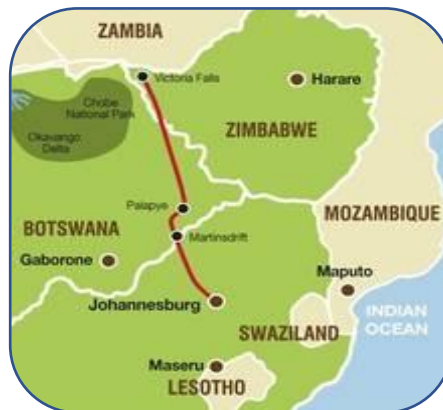 ZAMBIA
Victoria Falls
Harare
Chobe
National Park
Okavango
Delta
ZIMBABWE
Palapye
MOZAMBIQUE
BOTSWANA
Martinsdrift
Gaborone
Maputo
Johannesburg
INDIAN
OCEAN
SWAZILAND
Maseru
LESOTHO